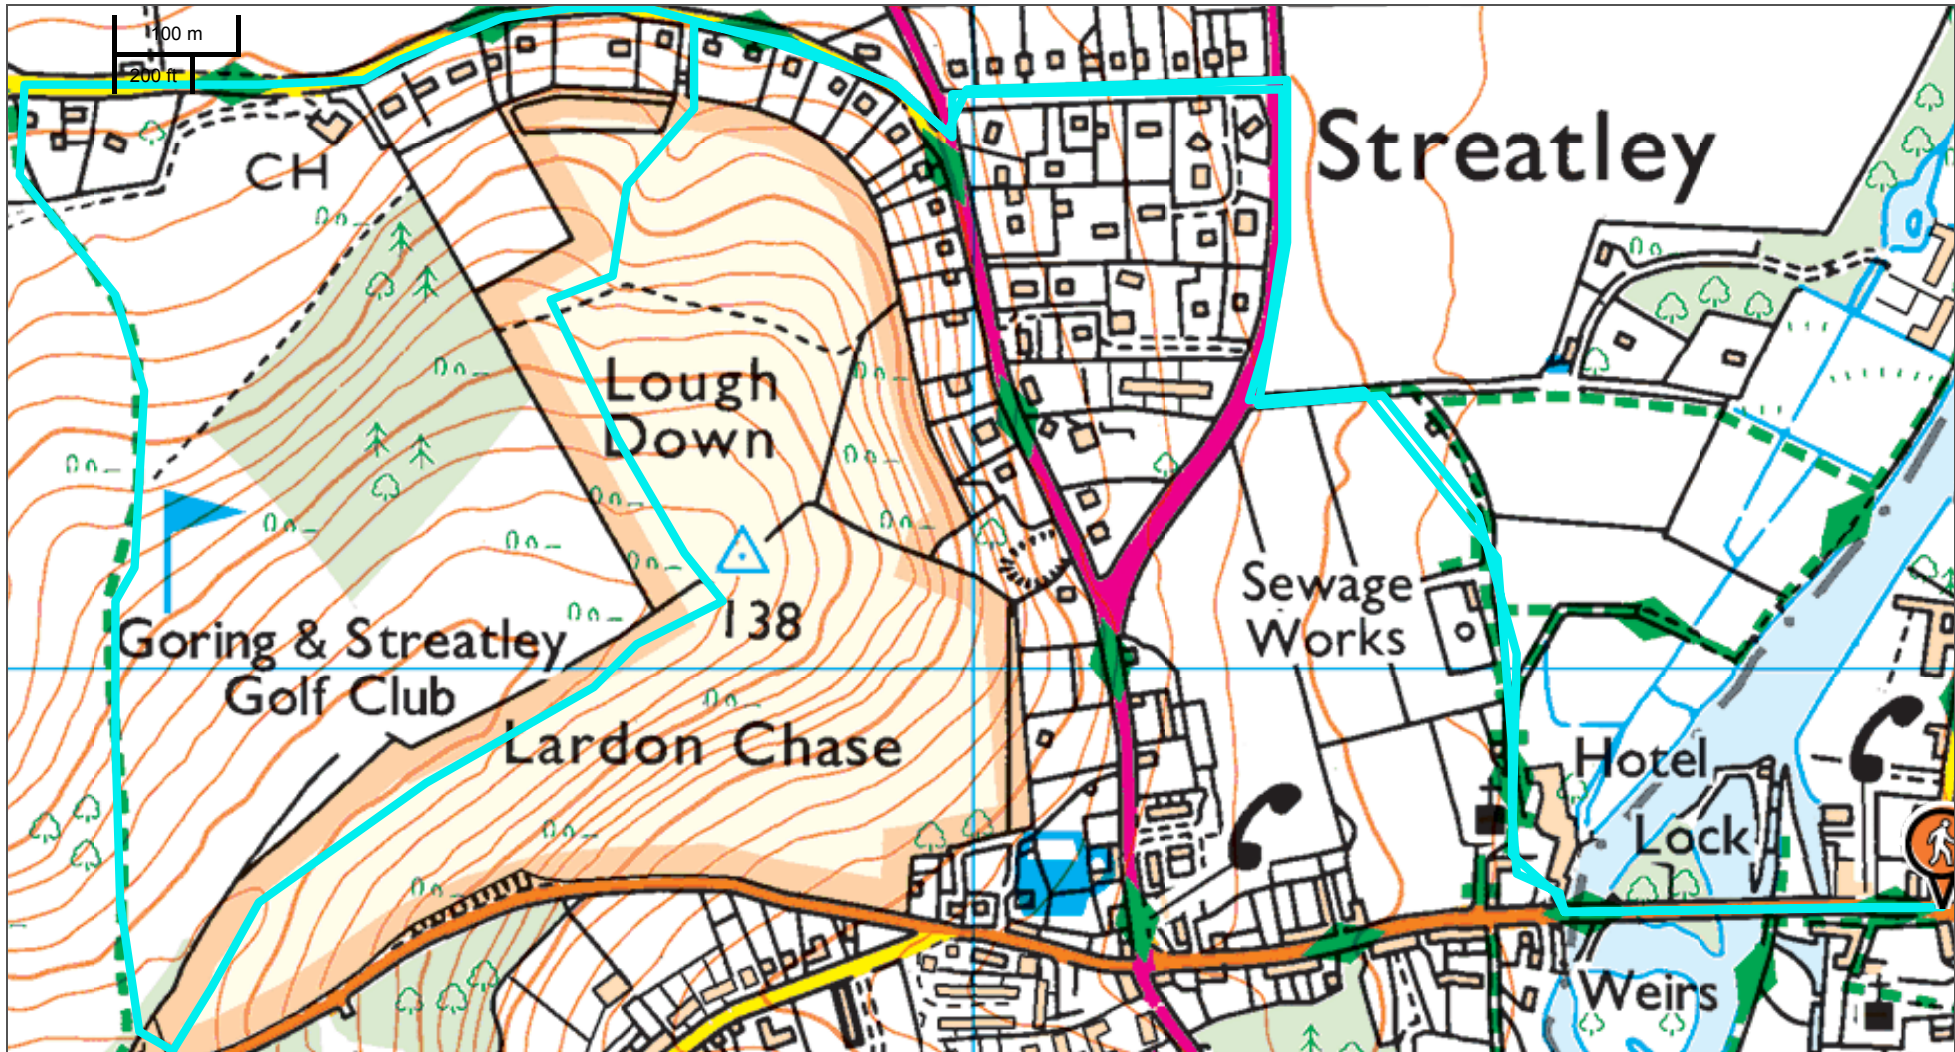 100 m
200 ft
CH
Streatley
Lough
Down
138
Sewage
Works
Goring & Streatley
Golf Club
Lardon Chase
Hotel
Lock
Weirs